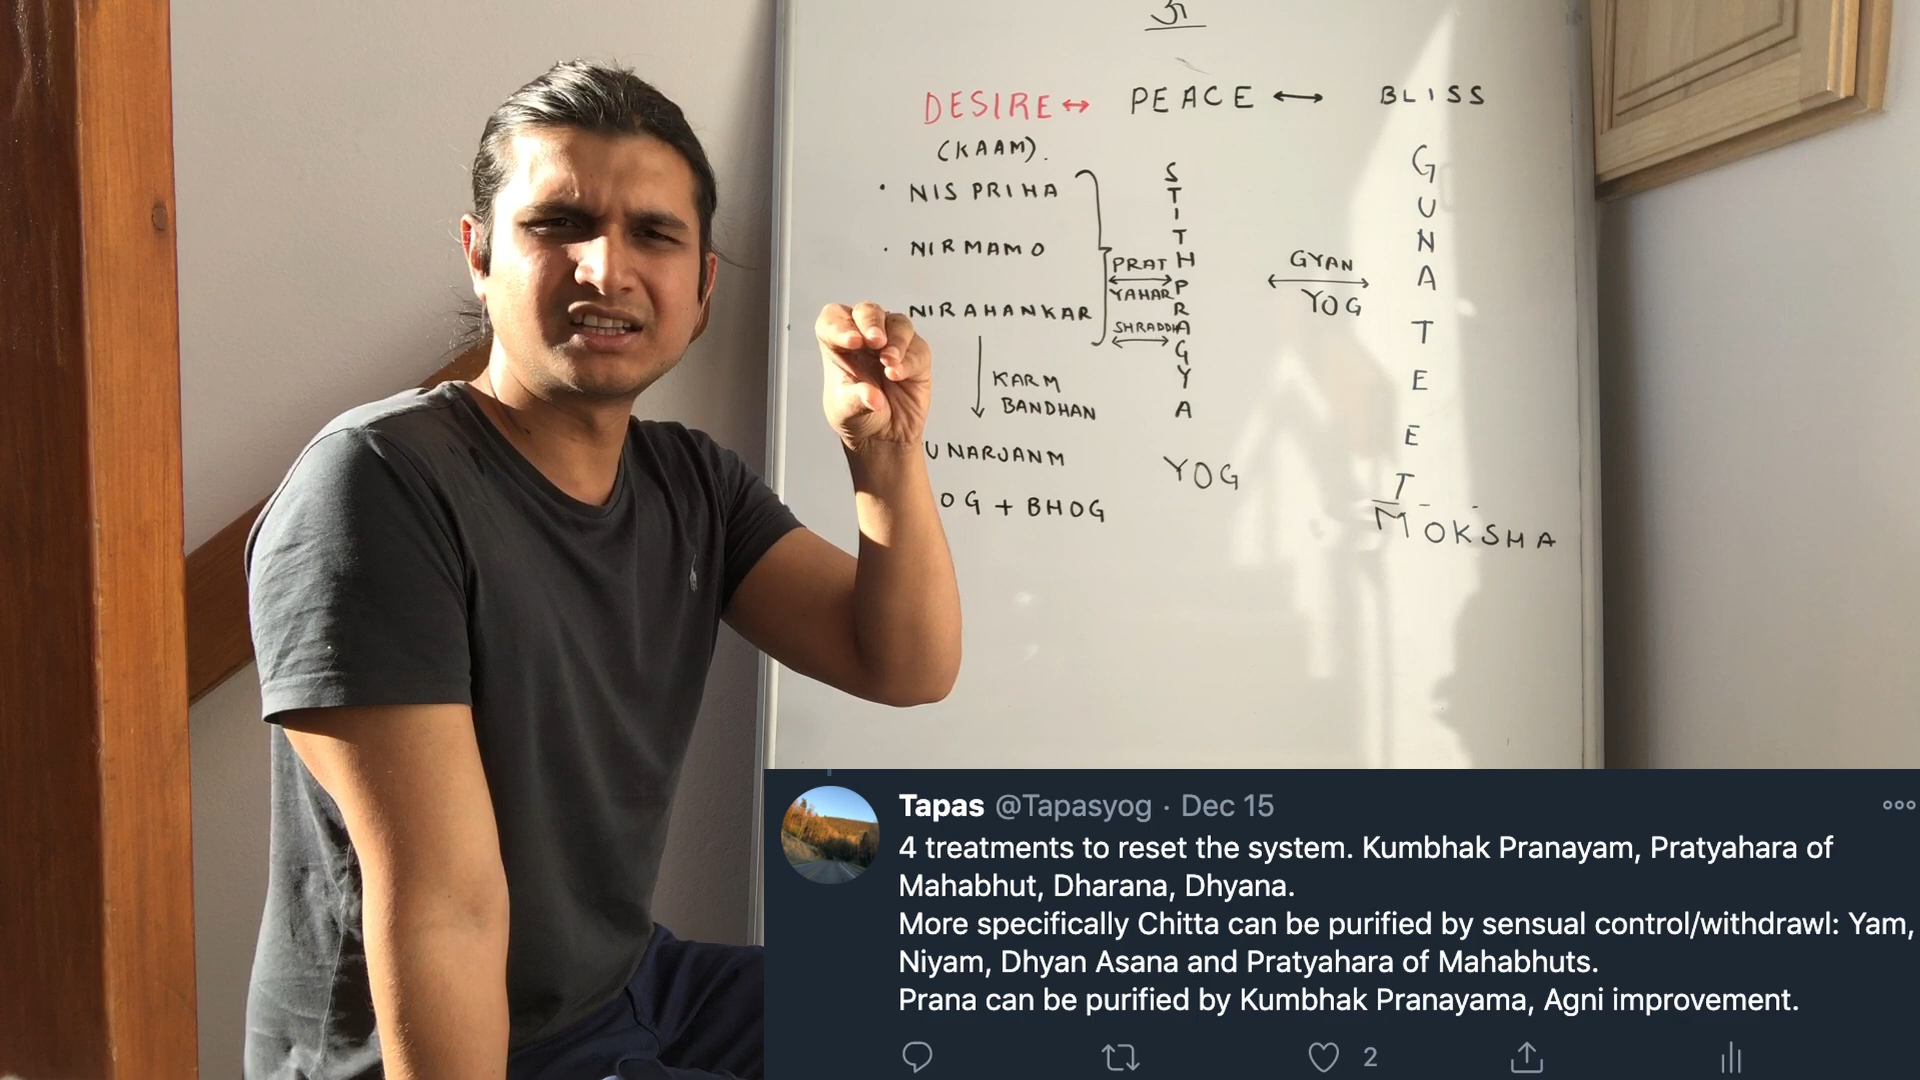 ॐ
DESIRE ↔ PEACE ↔ BLISS
(KAAM).
• NISPRIHA
• NIRMAMO
NIRAHANKAR
KARM
BANDHAN
UNARJANM
OG + BHOG
PRAT
YAHAR
SHRADDHA
STITHPRAGYA
YOG
GYAN
YOG
GUNATEET
MOKSHA
Tapas @Tapasyog · Dec 15
4 treatments to reset the system. Kumbhak Pranayam, Pratyahara of
Mahabhut, Dharana, Dhyana.
More specifically Chitta can be purified by sensual control/withdrawl: Yam,
Niyam, Dhyan Asana and Pratyahara of Mahabhuts.
Prana can be purified by Kumbhak Pranayama, Agni improvement.
2